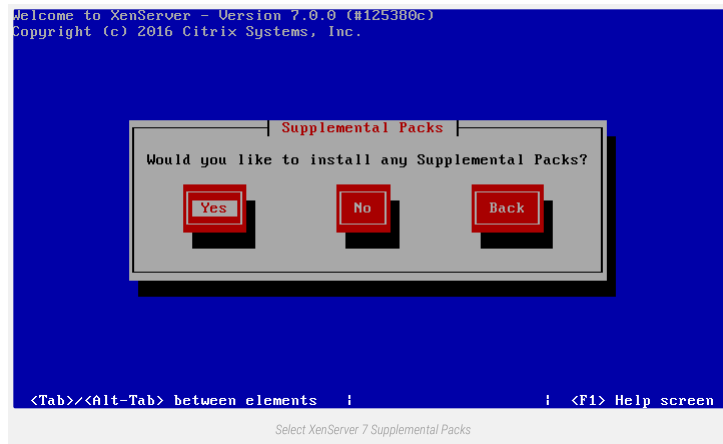 Welcome to XenServer - Version 7.0.0 (#125380c)
Copyright (c) 2016 Citrix Systems, Inc.
Supplemental Packs
Would you like to install any Supplemental Packs?
Yes No Back
<Tab>/<Alt-Tab> between elements | | <F1> Help screen
Select XenServer 7 Supplemental Packs